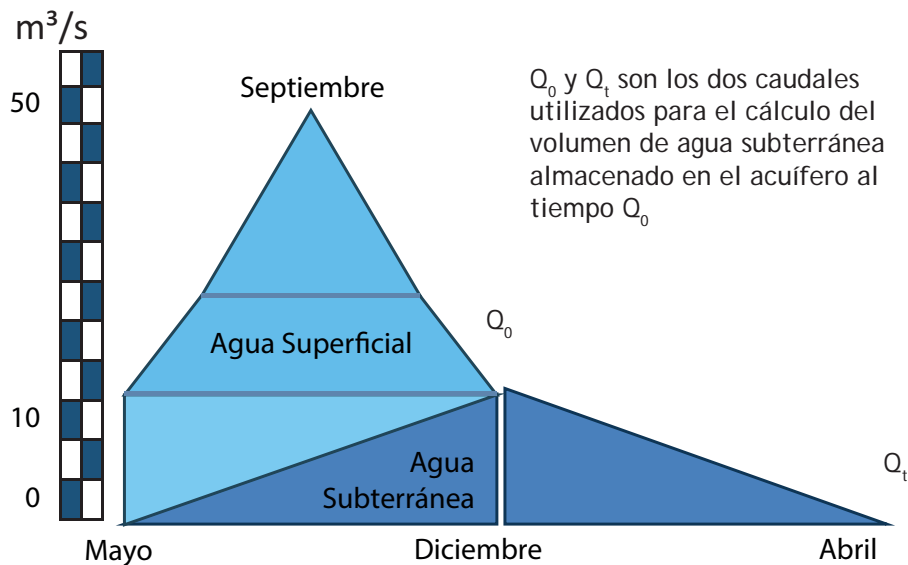 m³/s
50
10
0
Septiembre
Q₀ y Qₜ son los dos caudales
utilizados para el cálculo del
volumen de agua subterránea
almacenado en el acuífero al
tiempo Q₀
Q₀
Agua Superficial
Agua
Subterránea
Qₜ
Mayo
Diciembre
Abril